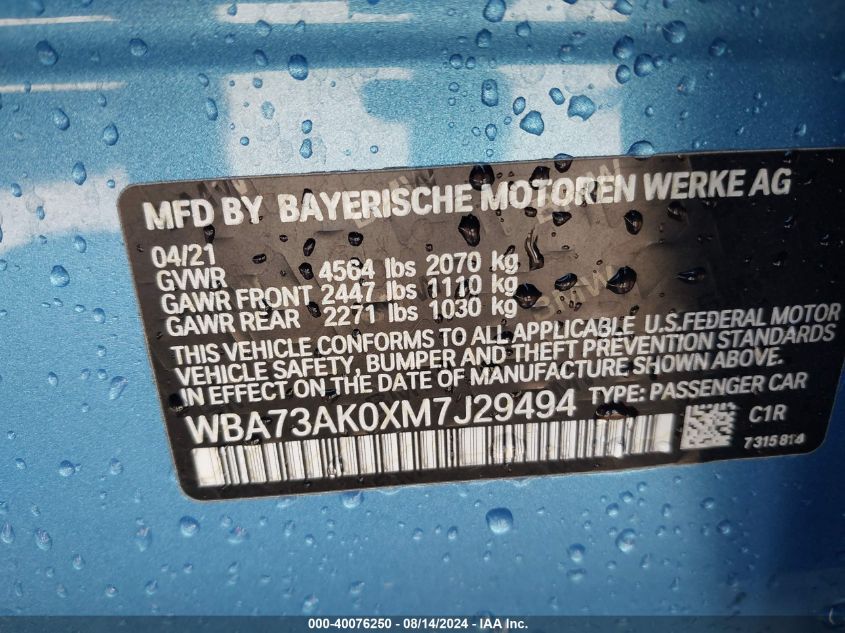 MFD BY BAYERISCHE MOTOREN WERKE AG
04/21
GVWR 4564 lbs 2070 kg
GAWR FRONT 2447 lbs 1110 kg
GAWR REAR 2271 lbs 1030 kg
THIS VEHICLE CONFORMS TO ALL APPLICABLE U.S.FEDERAL MOTOR
VEHICLE SAFETY, BUMPER AND THEFT PREVENTION STANDARDS
IN EFFECT ON THE DATE OF MANUFACTURE SHOWN ABOVE.
WBA73AK0XM7J29494 TYPE: PASSENGER CAR
C1R
7315814
000-40076250 - 08/14/2024 - IAA Inc.